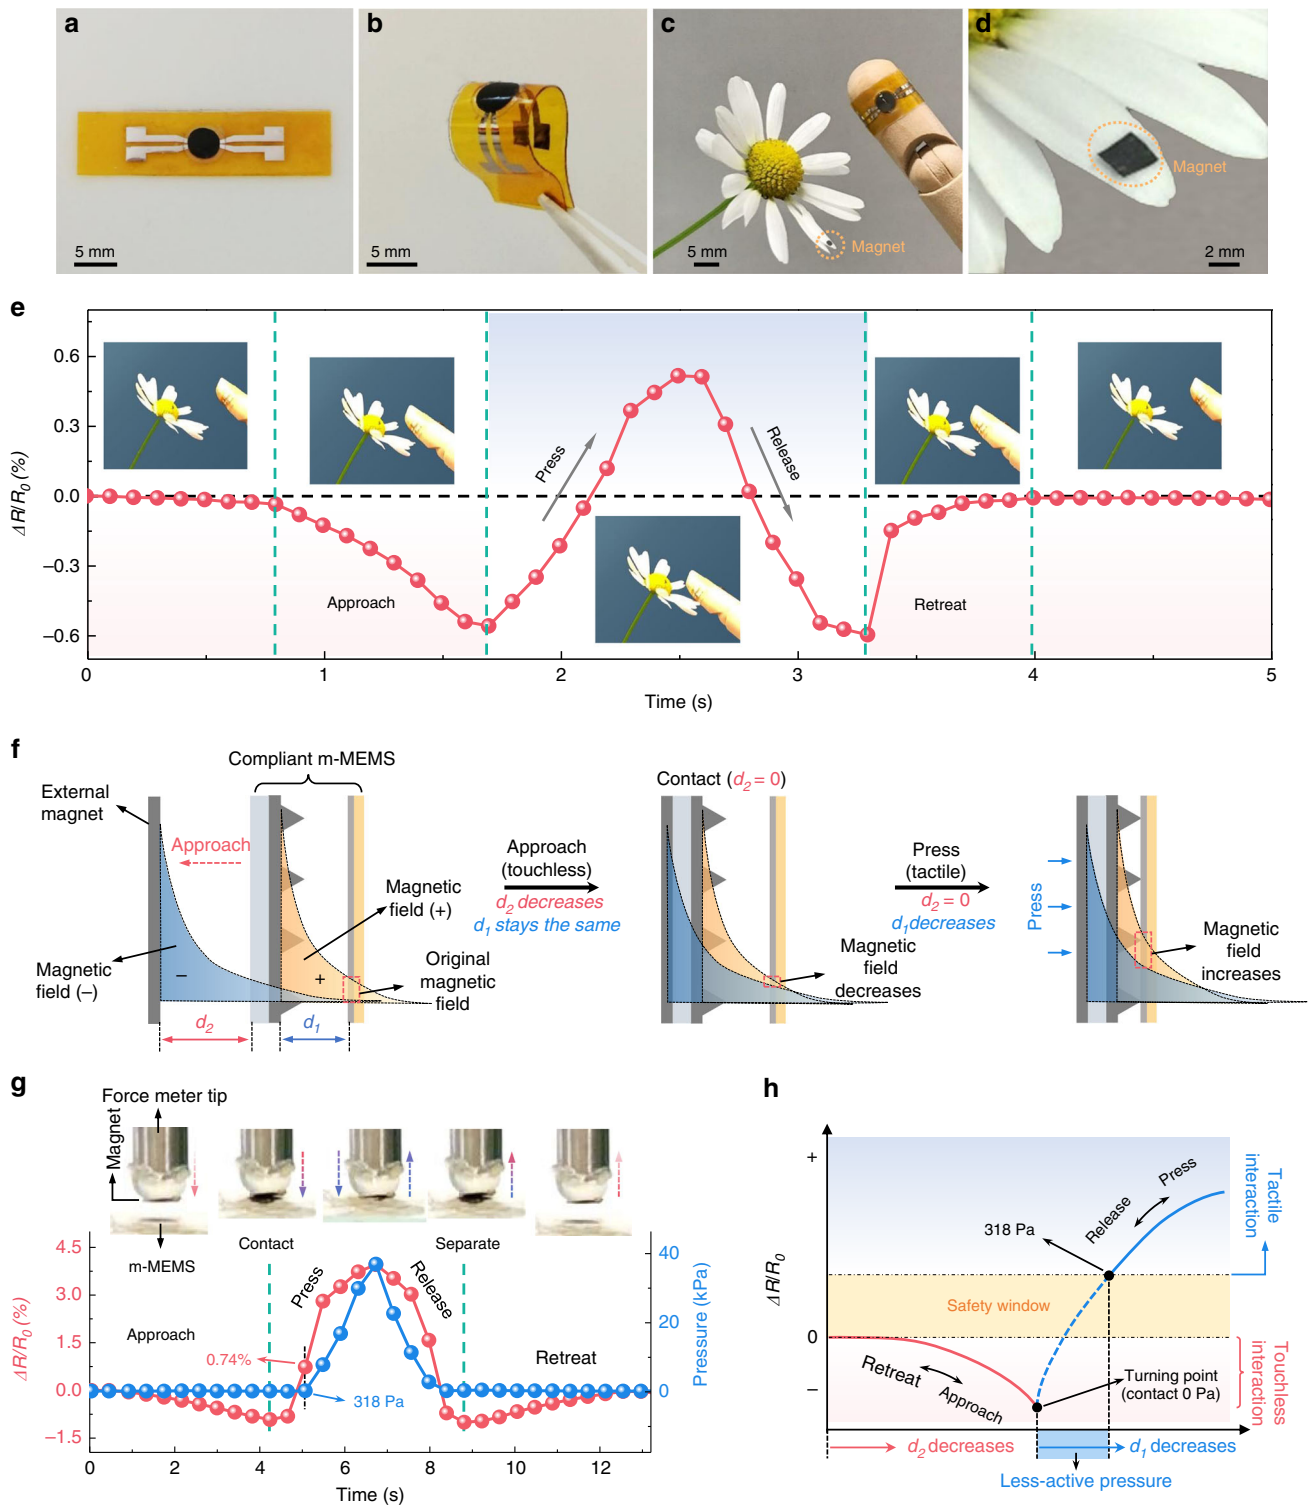 a
5 mm
b
5 mm
c
Magnet
5 mm
d
Magnet
2 mm
e
0.6
0.3
0.0
−0.3
−0.6
ΔR/R0 (%)
Approach
Press
Release
Retreat
0
1
2
3
4
5
Time (s)
f
Compliant m-MEMS
External
magnet
Approach
Magnetic
field (+)
Magnetic
field (−)
−
+
Original
magnetic
field
d2
d1
Approach
(touchless)
d2 decreases
d1 stays the same
Contact (d2 = 0)
Magnetic
field
decreases
Press
(tactile)
d2 = 0
d1decreases
Press
Magnetic
field
increases
g
Force meter tip
Magnet
m-MEMS
Contact
Separate
4.5
3.0
1.5
0.0
−1.5
ΔR/R0 (%)
Approach
Press
Release
Retreat
0.74%
318 Pa
40
20
0
Pressure (kPa)
0
2
4
6
8
10
12
Time (s)
h
+
0
−
ΔR/R0
318 Pa
Release
Press
Safety window
Retreat
Approach
Turning point
(contact 0 Pa)
Tactile
interaction
Touchless
interaction
d2 decreases
d1 decreases
Less-active pressure